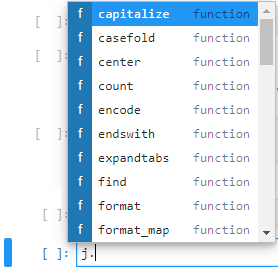 [ ]:
f capitalize function
f casefold function
[ ]:
f center function
f count function
f encode function
[ ]:
f endswith function
f expandtabs function
f find function
[ ]:
f format function
f format_map function
[ ]: j.